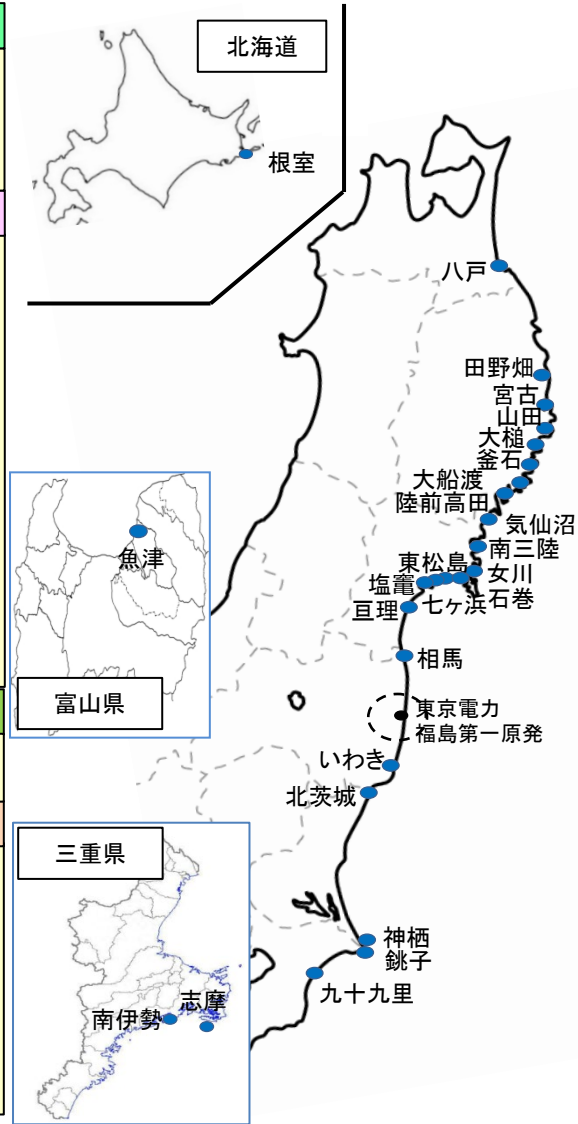 北海道
根室
八戸
田野畑
宮古
山田
大槌
釜石
大船渡
陸前高田
気仙沼
南三陸
女川
石巻
東松島
塩竈
七ヶ浜
亘理
相馬
東京電力
福島第一原発
いわき
北茨城
神栖
銚子
九十九里
魚津
富山県
三重県
志摩
南伊勢